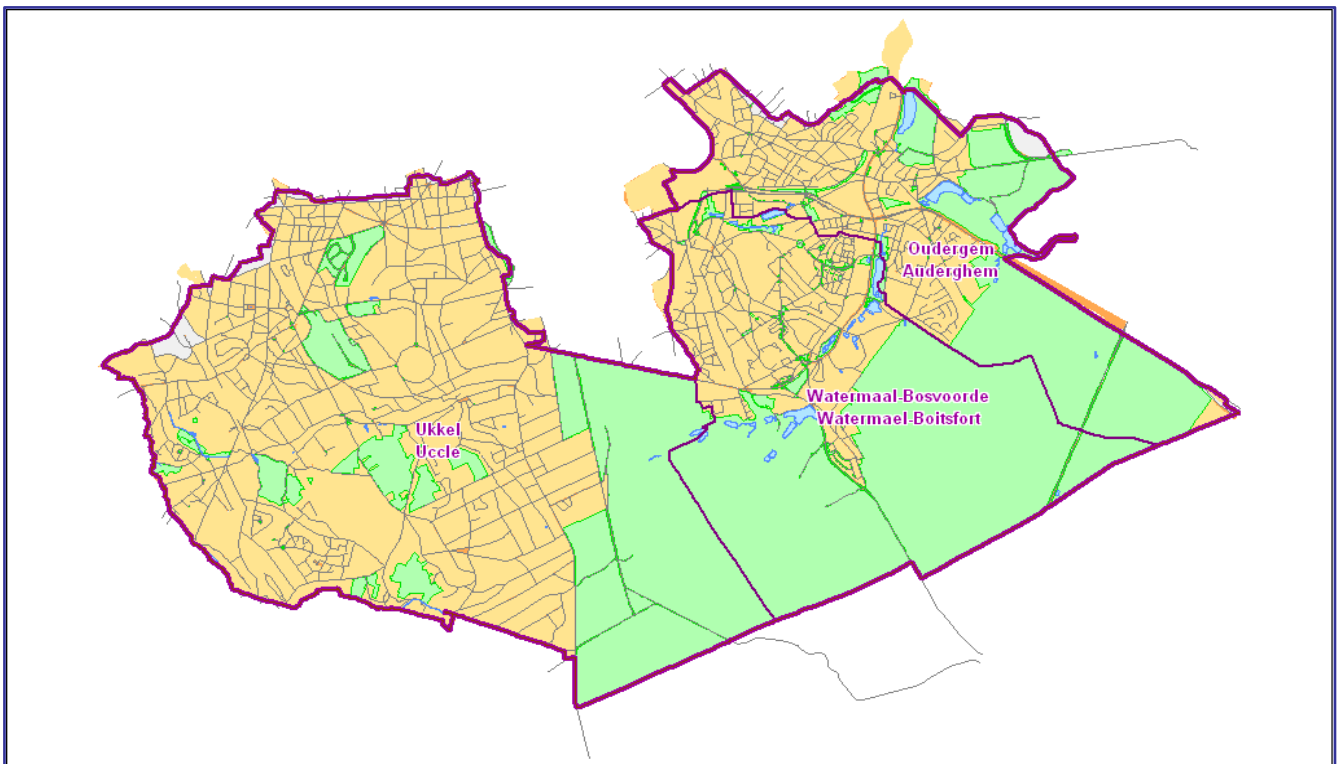 Oudergem
Auderghem
Watermaal-Bosvoorde
Watermael-Boitsfort
Ukkel
Uccle